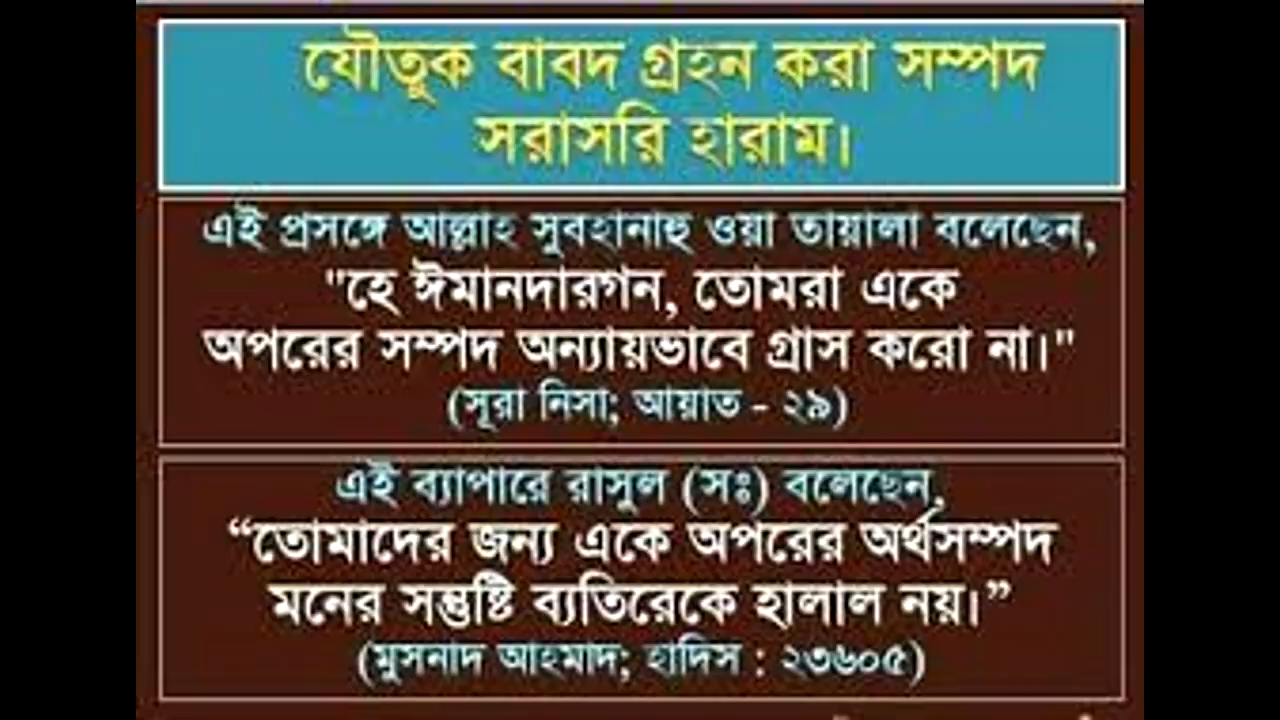 যৌতুক বাবদ গ্রহন করা সম্পদ
সরাসরি হারাম।
এই প্রসঙ্গে আল্লাহ সুবহানাহু ওয়া তায়ালা বলেছেন,
"হে ঈমানদারগন, তোমরা একে
অপরের সম্পদ অন্যায়ভাবে গ্রাস করো না।"
(সূরা নিসা; আয়াত - ২৯)
এই ব্যাপারে রাসুল (সঃ) বলেছেন,
“তোমাদের জন্য একে অপরের অর্থসম্পদ
মনের সন্তুষ্টি ব্যতিরেকে হালাল নয়।”
(মুসনাদ আহমাদ; হাদিস : ২৩৬০৫)